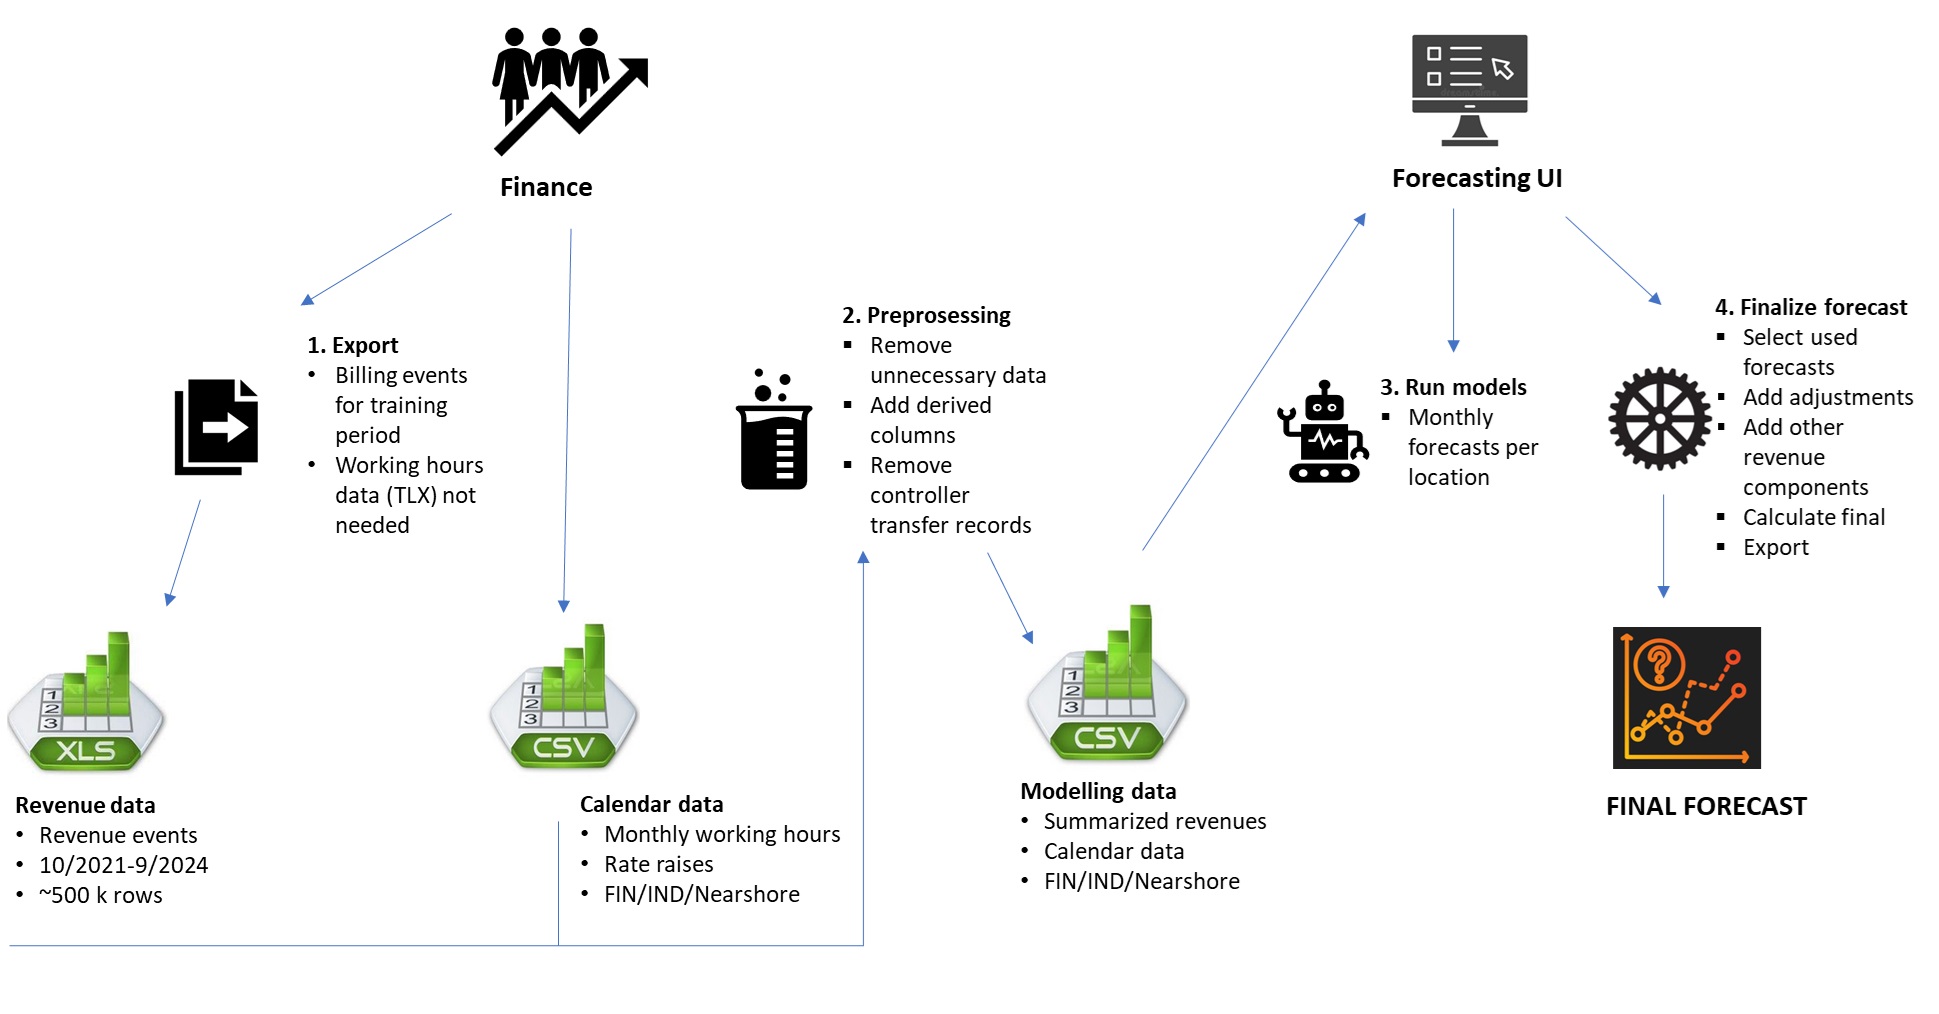 Finance
Forecasting UI
1. Export
• Billing events
for training
period
• Working hours
data (TLX) not
needed
2. Preprosessing
▪ Remove
unnecessary data
▪ Add derived
columns
▪ Remove
controller
transfer records
3. Run models
▪ Monthly
forecasts per
location
4. Finalize forecast
▪ Select used
forecasts
▪ Add adjustments
▪ Add other
revenue
components
▪ Calculate final
▪ Export
1
2
3
XLS
Revenue data
• Revenue events
• 10/2021-9/2024
• ~500 k rows
1
2
3
CSV
Calendar data
• Monthly working hours
• Rate raises
• FIN/IND/Nearshore
1
2
3
CSV
Modelling data
• Summarized revenues
• Calendar data
• FIN/IND/Nearshore
?
FINAL FORECAST